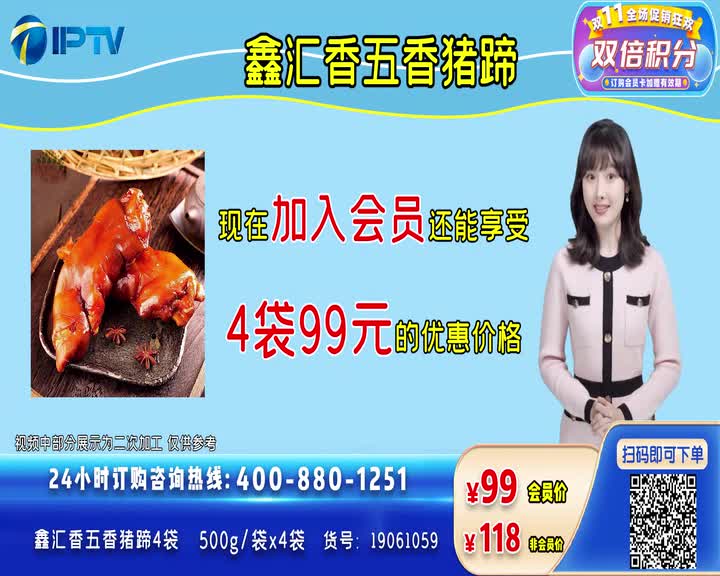 IPTV
双11全场促销狂欢
双倍积分
订购会员卡加赠有效期
鑫汇香五香猪蹄
现在加入会员还能享受
4袋99元的优惠价格
视频中部分展示为二次加工 仅供参考
24小时订购咨询热线:400-880-1251
鑫汇香五香猪蹄4袋 500g/袋x4袋 货号: 19061059
¥99 会员价
¥118 非会员价
扫码即可下单